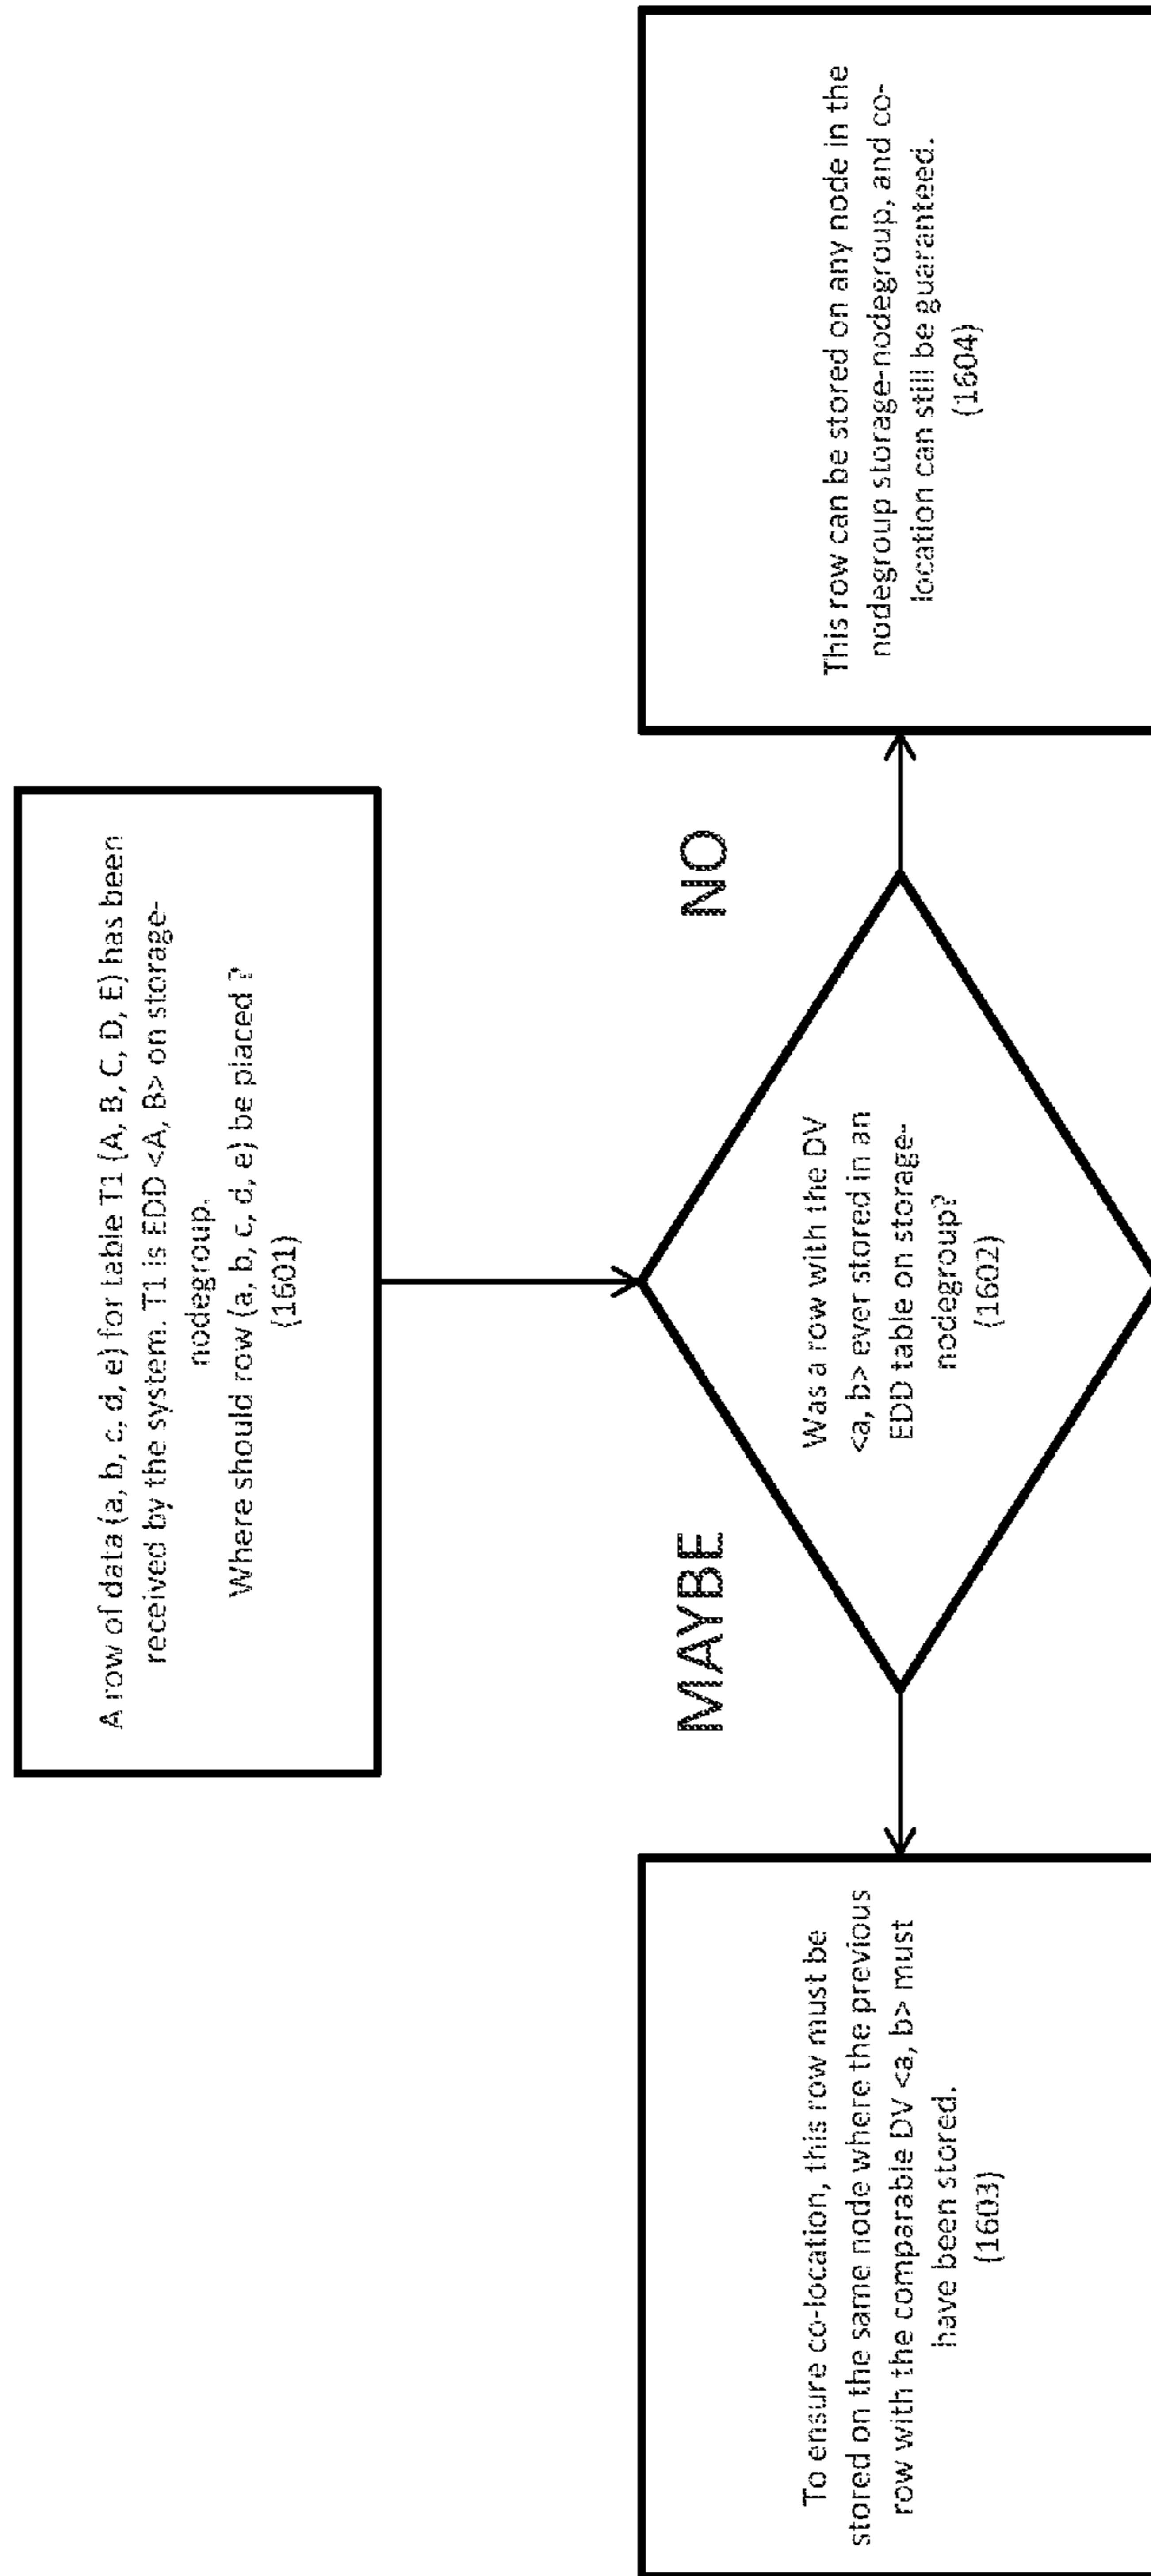 A row of data (a, b, c, d, e) for table T1 (A, B, C, D, E) has been
received by the system. T1 is EDD <A, B> on storage-
nodegroup.
Where should row (a, b, c, d, e) be placed ?
(1601)
MAYBE
NO
Was a row with the DV
<a, b> ever stored in an
EDD table on storage-
nodegroup?
(1602)
To ensure co-location, this row must be
stored on the same node where the previous
row with the comparable DV <a, b> must
have been stored.
(1603)
This row can be stored on any node in the
nodegroup storage-nodegroup, and co-
location can still be guaranteed.
(1604)